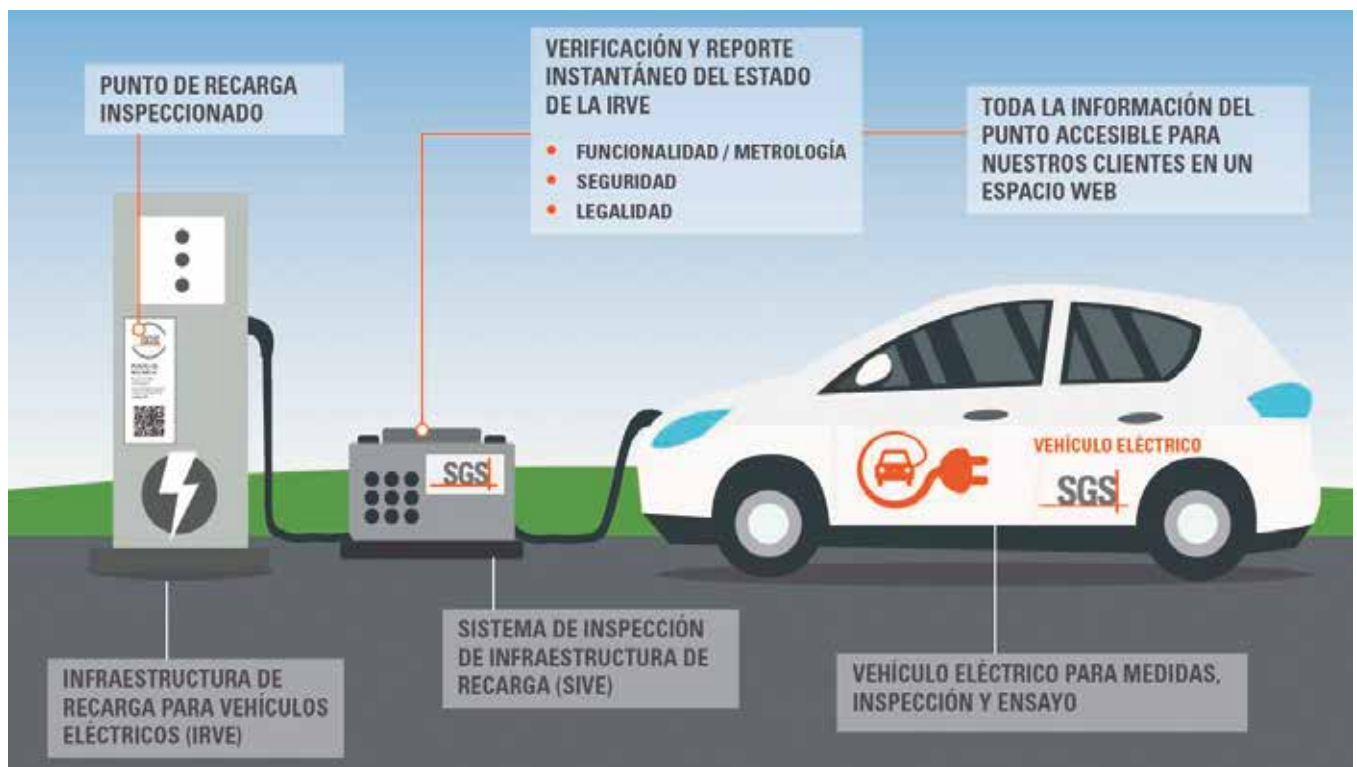 PUNTO DE RECARGA
INSPECCIONADO
VERIFICACIÓN Y REPORTE
INSTANTÁNEO DEL ESTADO
DE LA IRVE
• FUNCIONALIDAD / METROLOGÍA
• SEGURIDAD
• LEGALIDAD
TODA LA INFORMACIÓN DEL
PUNTO ACCESIBLE PARA
NUESTROS CLIENTES EN UN
ESPACIO WEB
SGS
SGS
VEHÍCULO ELÉCTRICO
SGS
INFRAESTRUCTURA DE
RECARGA PARA VEHÍCULOS
ELÉCTRICOS (IRVE)
SISTEMA DE INSPECCIÓN
DE INFRAESTRUCTURA DE
RECARGA (SIVE)
VEHÍCULO ELÉCTRICO PARA MEDIDAS,
INSPECCIÓN Y ENSAYO